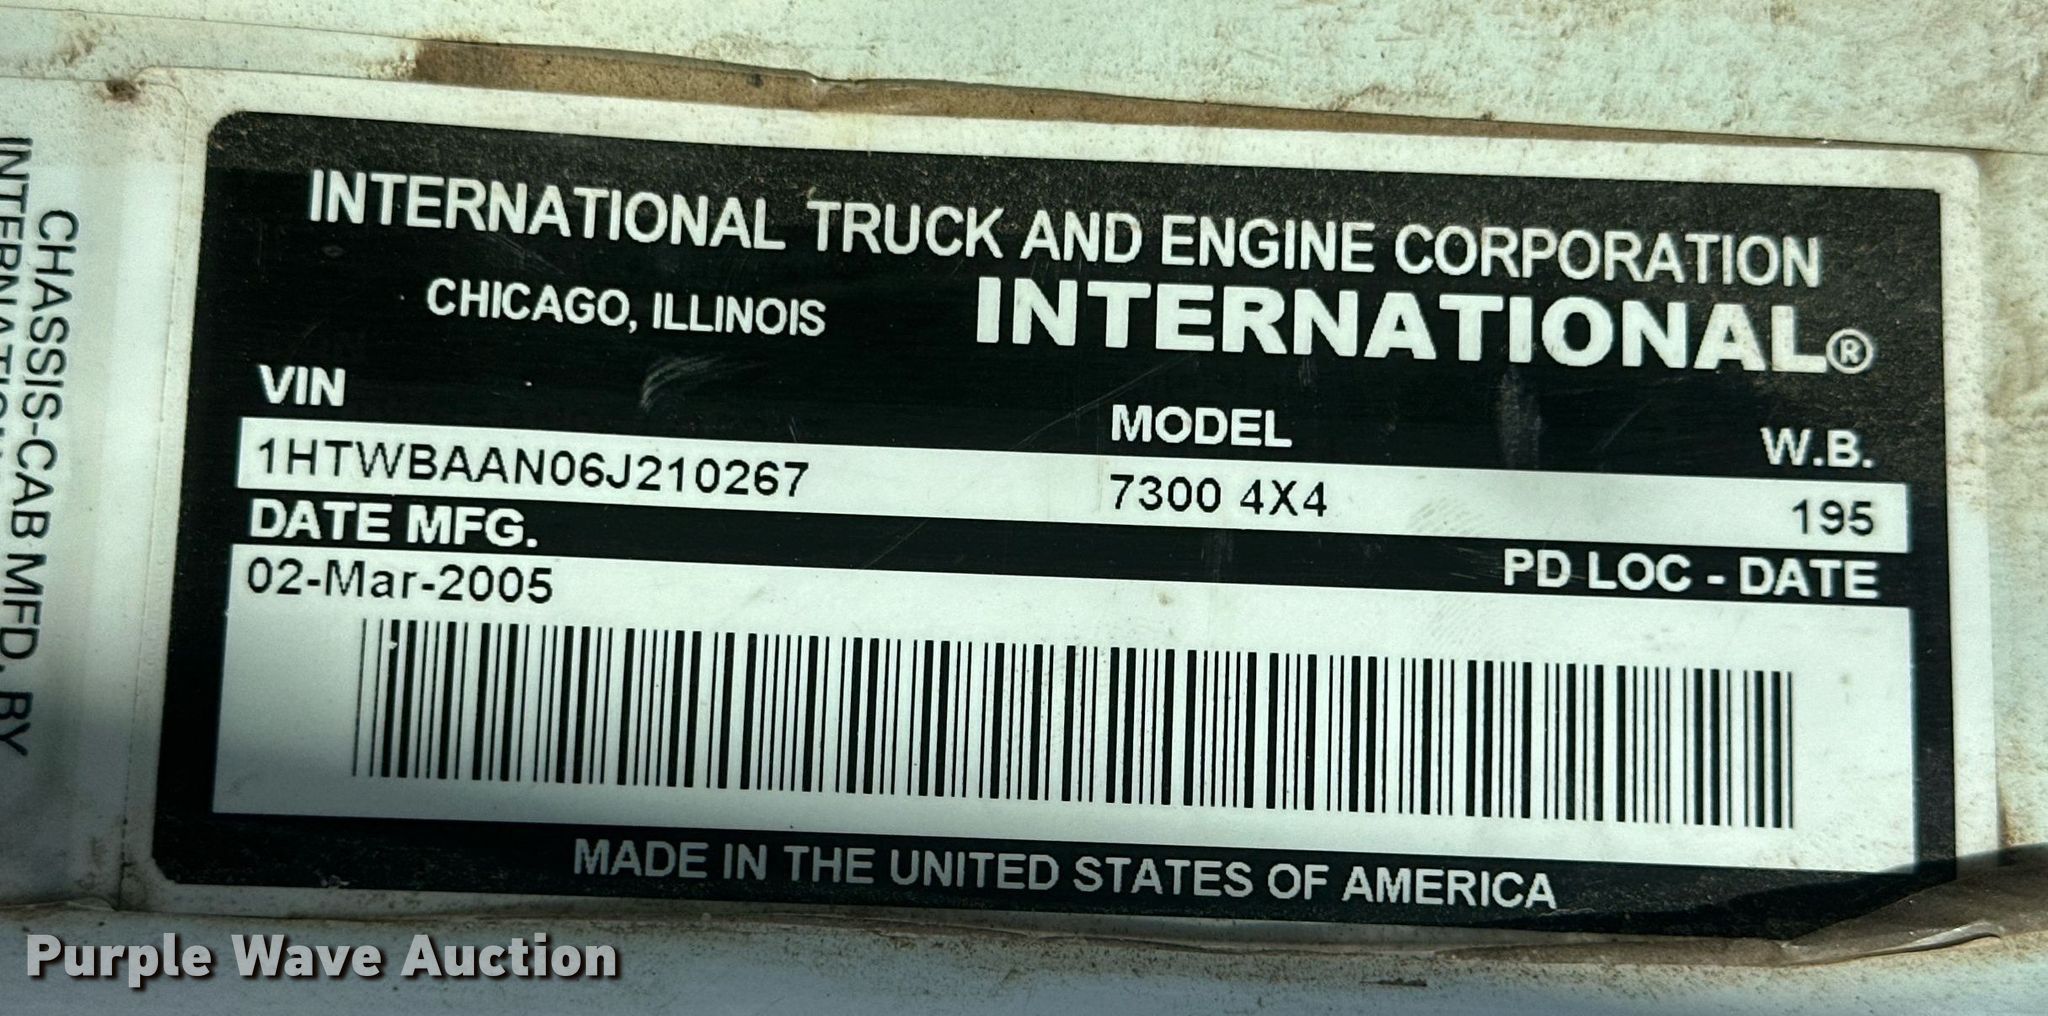 INTERNATIONAL TRUCK AND ENGINE CORPORATION
CHICAGO, ILLINOIS
INTERNATIONAL®
VIN
MODEL
W.B.
1HTWBAAN06J210267
7300 4X4
195
DATE MFG.
PD LOC - DATE
02-Mar-2005
MADE IN THE UNITED STATES OF AMERICA
CHASSIS-CAB MFD. BY
Purple Wave Auction